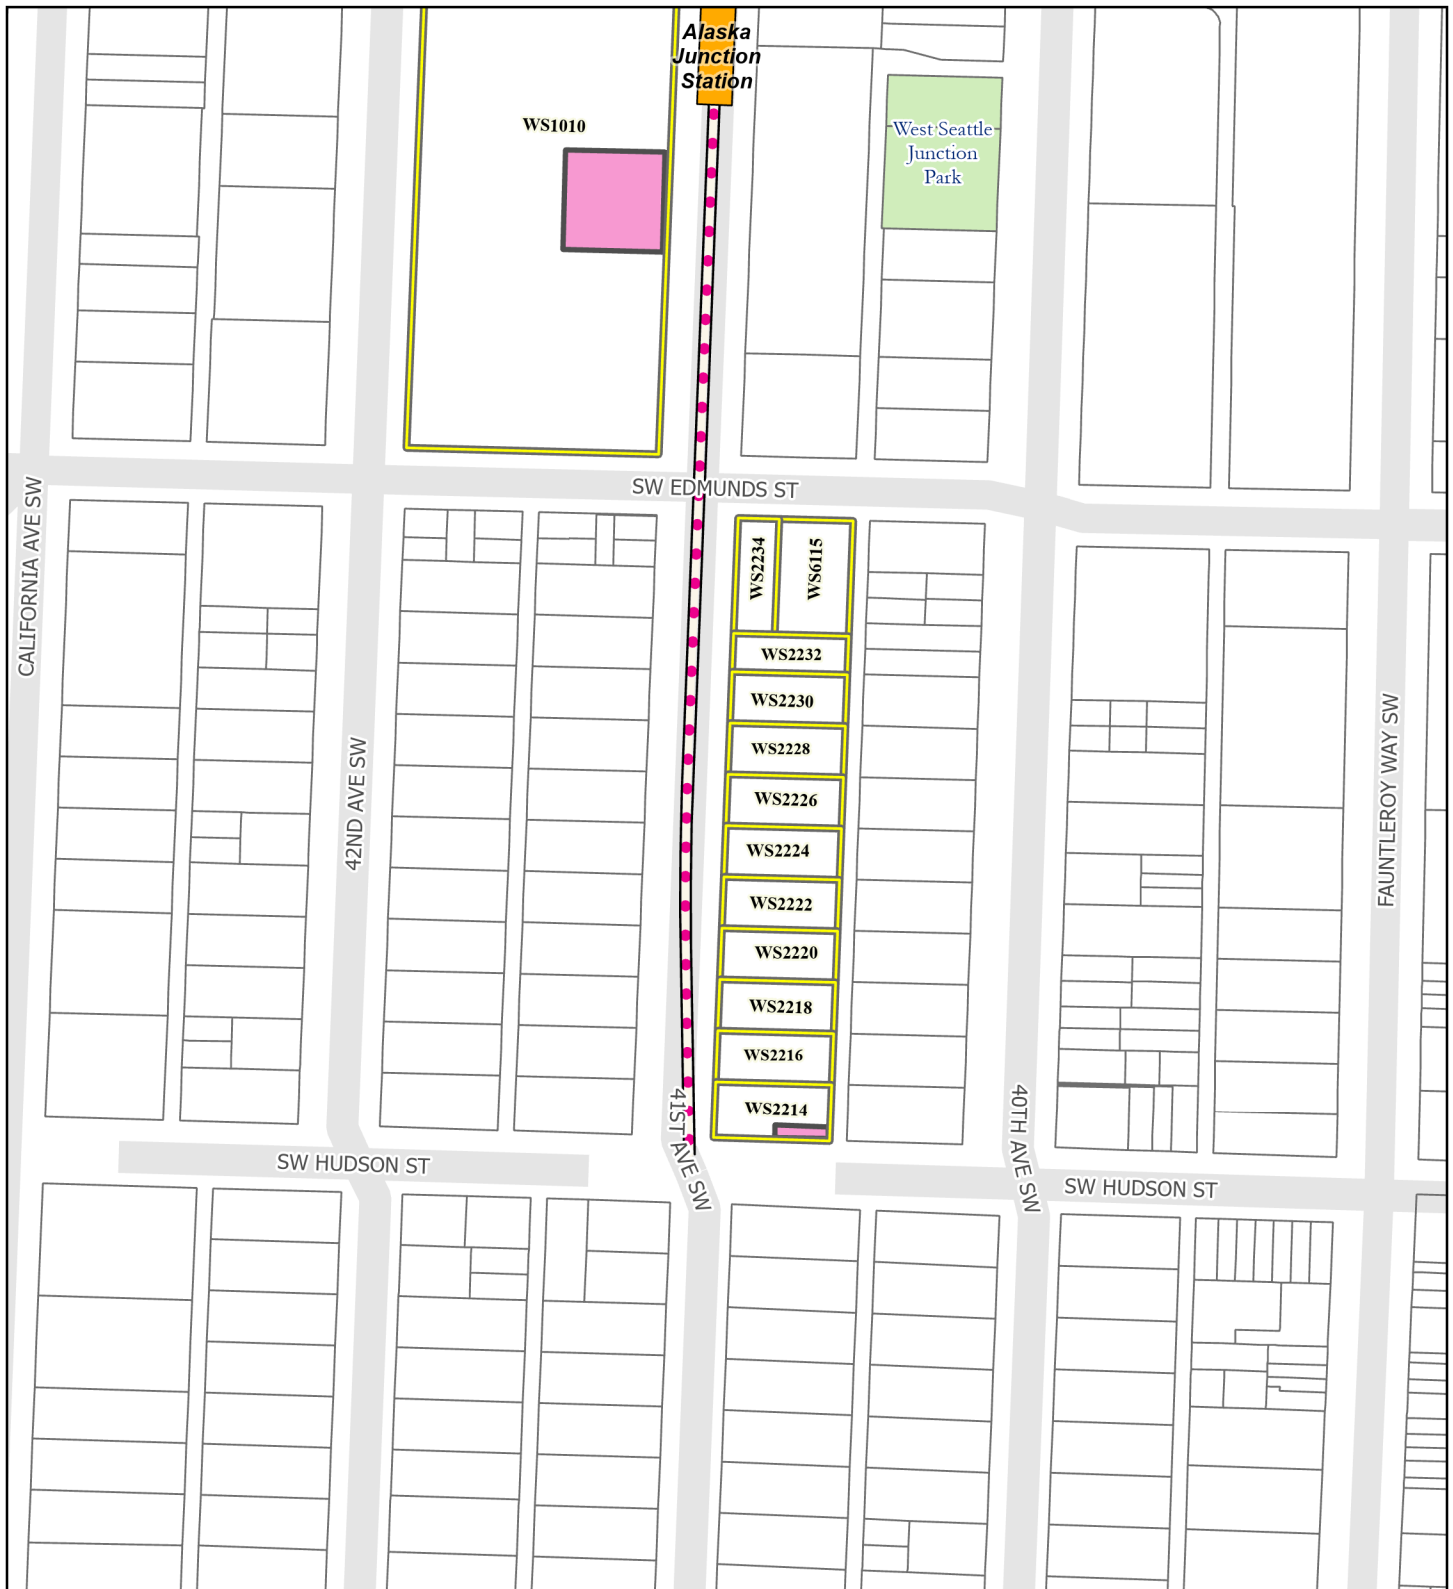 Alaska
Junction
Station
WS1010
West Seattle
Junction
Park
SW EDMUNDS ST
CALIFORNIA AVE SW
WS2234
WS6115
WS2232
WS2230
42ND AVE SW
WS2228
FAUNTLEROY WAY SW
WS2226
WS2224
WS2222
WS2220
WS2218
WS2216
WS2214
41ST AVE SW
40TH AVE SW
SW HUDSON ST
SW HUDSON ST